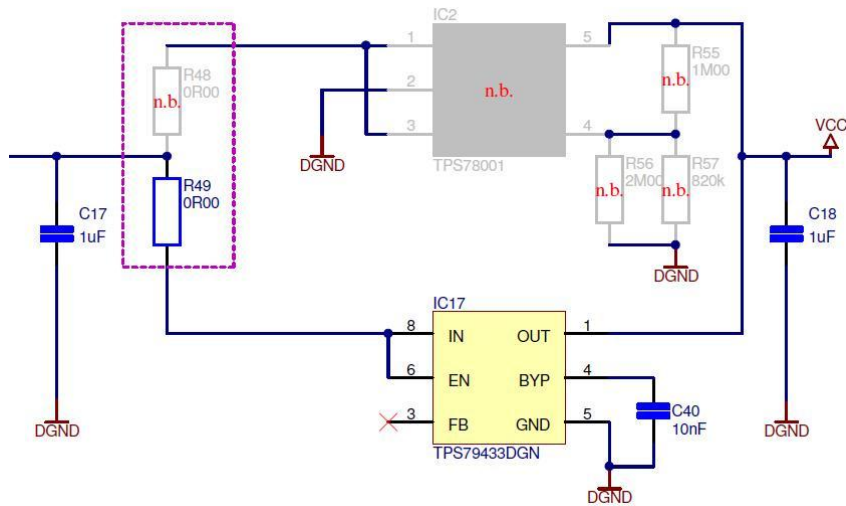 IC2
1
2
3
5
4
n.b.
TPS78001
R48
0R00
n.b.
R49
0R00
R55
1M00
n.b.
R56
2M00
n.b.
R57
820k
n.b.
VCC
DGND
C17
1uF
DGND
C18
1uF
DGND
DGND
IC17
8
IN
OUT
1
6
EN
BYP
4
3
FB
GND
5
TPS79433DGN
C40
10nF
DGND